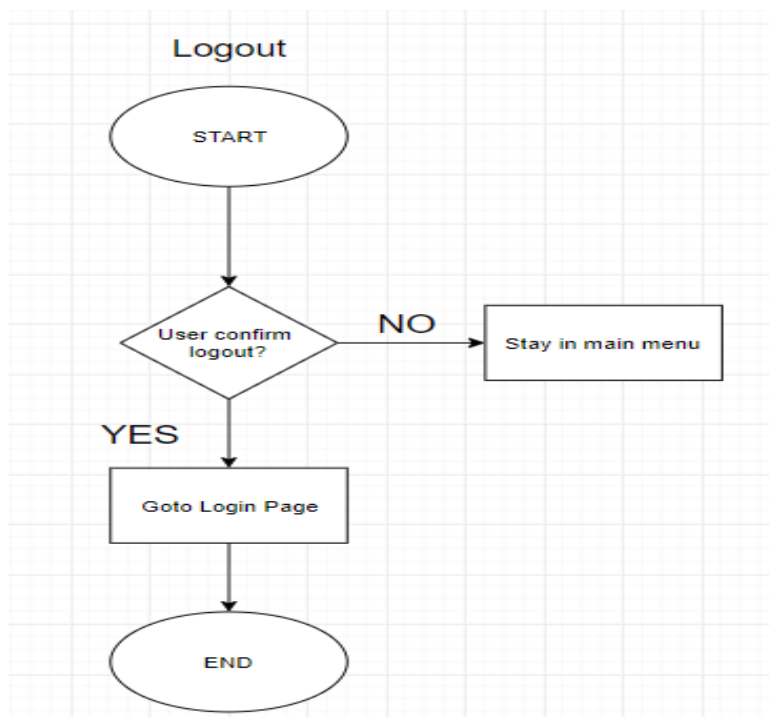 Logout
START
User confirm
logout?
NO
Stay in main menu
YES
Goto Login Page
END